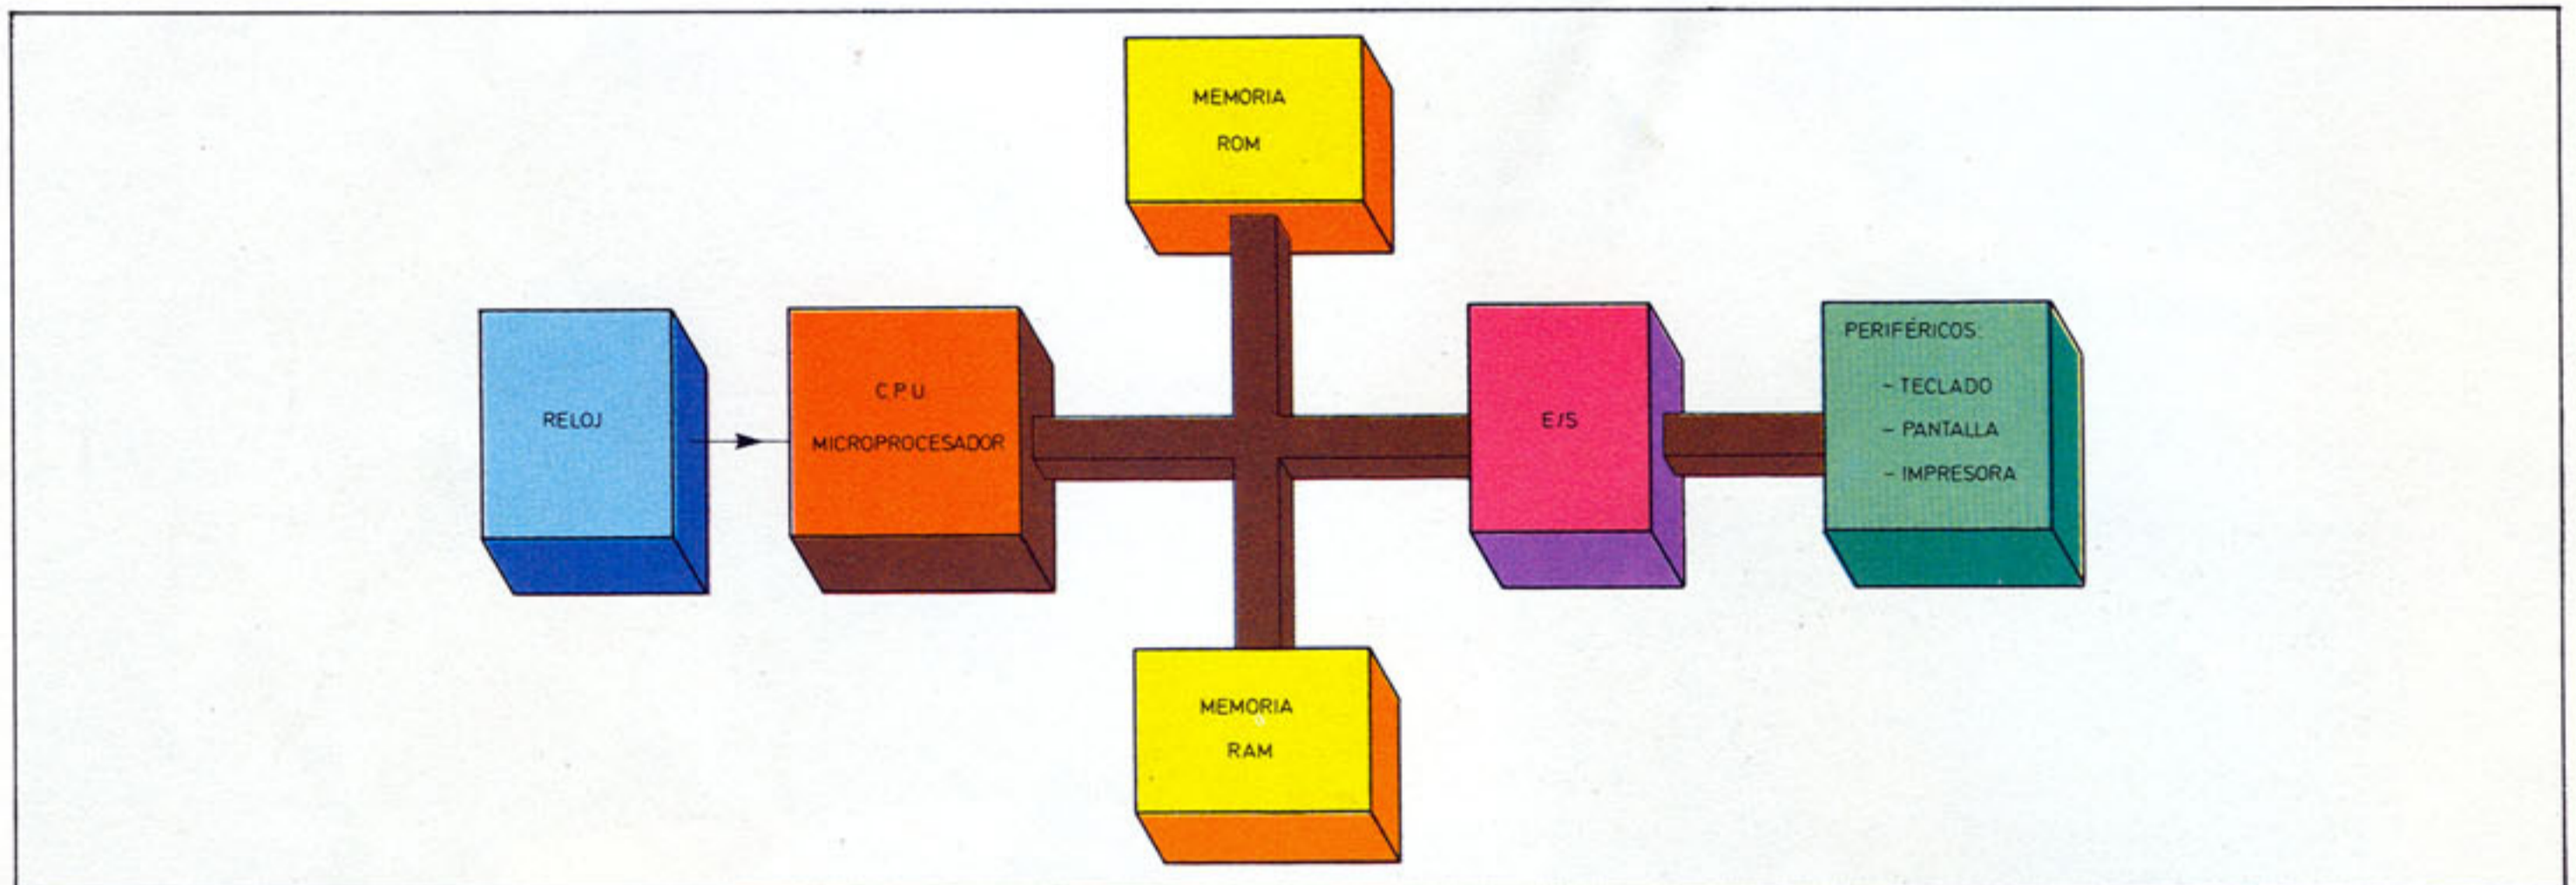 MEMORIA
ROM
RELOJ
C.P.U.
MICROPROCESADOR
E/S
PERIFÉRICOS:
- TECLADO
- PANTALLA
- IMPRESORA
MEMORIA
RAM